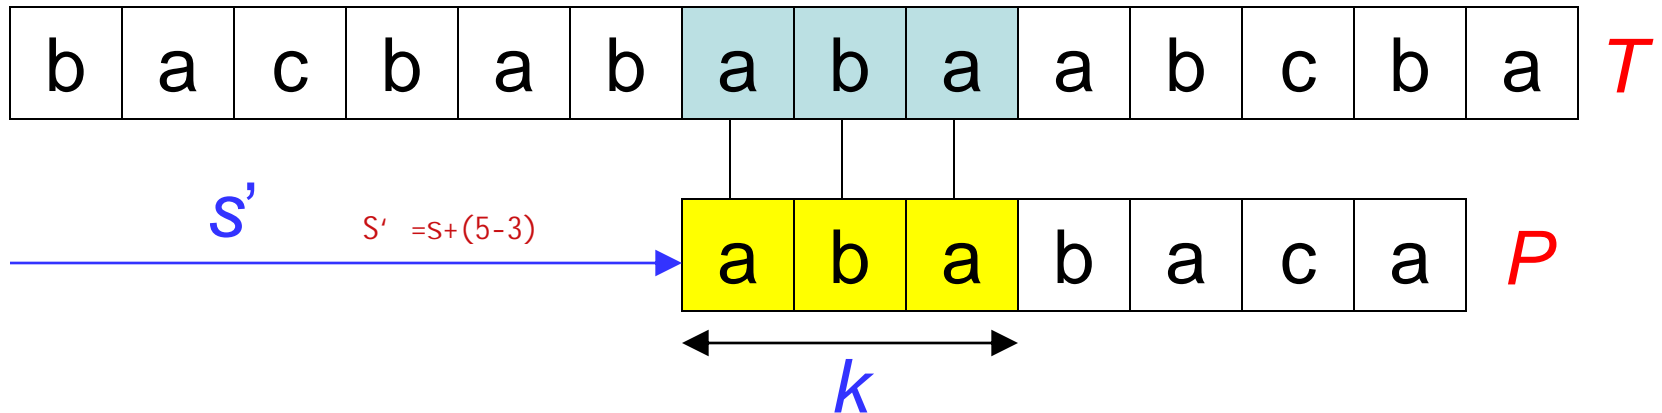 b a c b a b a b a a b c b a T
s’ S‘ =s+(5-3)
a b a b a c a P
k